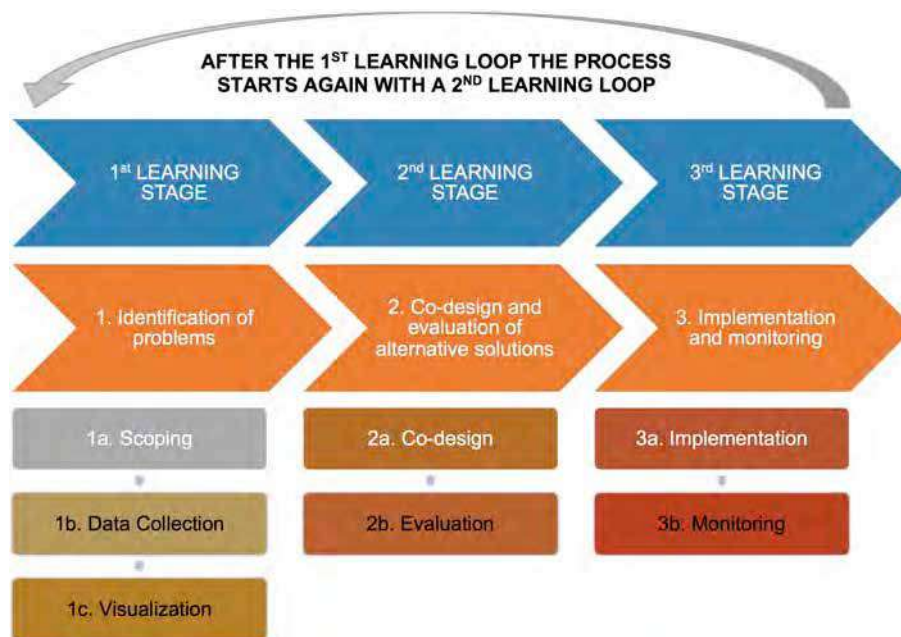 AFTER THE 1ST LEARNING LOOP THE PROCESS
STARTS AGAIN WITH A 2ND LEARNING LOOP
1st LEARNING
STAGE
2nd LEARNING
STAGE
3rd LEARNING
STAGE
1. Identification of
problems
2. Co-design and
evaluation of
alternative solutions
3. Implementation
and monitoring
1a. Scoping
2a. Co-design
3a. Implementation
1b. Data Collection
2b. Evaluation
3b. Monitoring
1c. Visualization